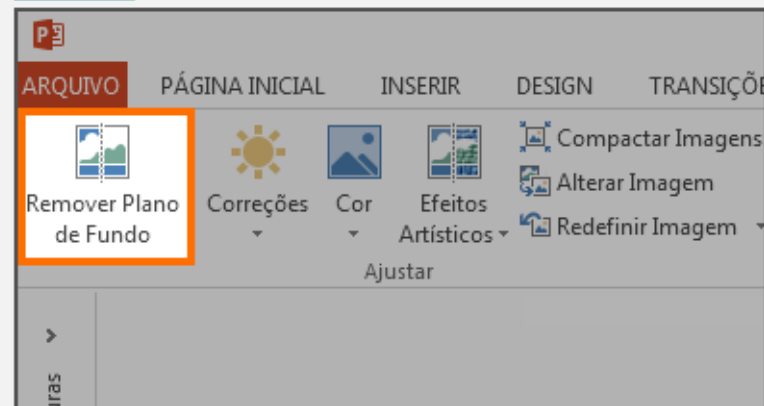 ARQUIVO PÁGINA INICIAL INSERIR DESIGN
Remover Plano
de Fundo
Correções
Cor
Efeitos
Artísticos
Compactar Imagens
Alterar Imagem
Redefinir Imagem
Ajustar